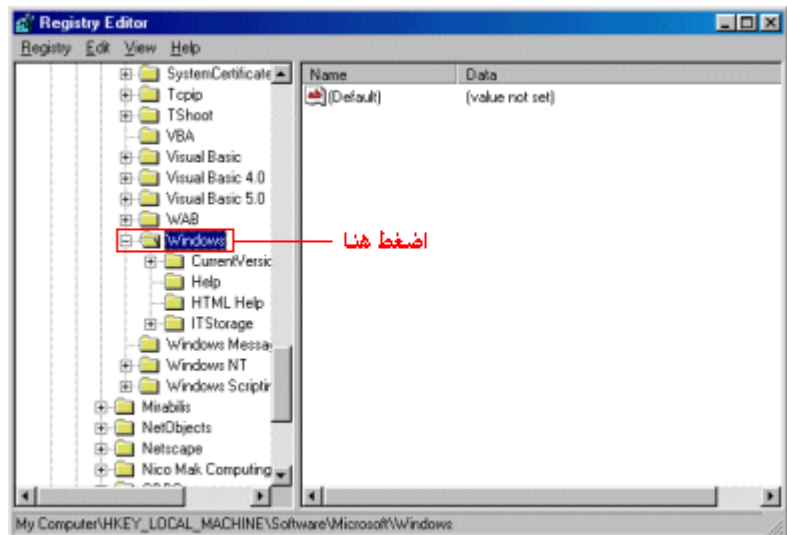 Registry Editor
Registry Edit View Help
SystemCertificate
Tcpip
TShoot
VBA
Visual Basic
Visual Basic 4.0
Visual Basic 5.0
WAB
Windows
CurrentVersic
Help
HTML Help
ITStorage
Windows Messa
Windows NT
Windows Scriptir
Mirabilis
NetObjects
Netscape
Nico Mak Computing
Name Data
ab (Default) (value not set)
اضغط هنا
My Computer\HKEY_LOCAL_MACHINE\Software\Microsoft\Windows